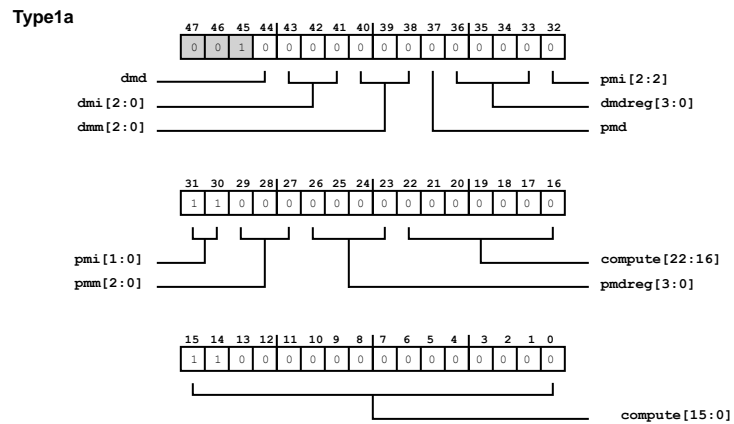 Type1a
47 46 45 44 43 42 41 40 39 38 37 36 35 34 33 32
0 0 1 0 0 0 0 0 0 0 0 0 0 0 0 0
dmd pmi[2:2]
dmi[2:0] dmdreg[3:0]
dmm[2:0] pmd
31 30 29 28 27 26 25 24 23 22 21 20 19 18 17 16
1 1 0 0 0 0 0 0 0 0 0 0 0 0 0 0
pmi[1:0] compute[22:16]
pmm[2:0] pmdreg[3:0]
15 14 13 12 11 10 9 8 7 6 5 4 3 2 1 0
1 1 0 0 0 0 0 0 0 0 0 0 0 0 0 0
compute[15:0]